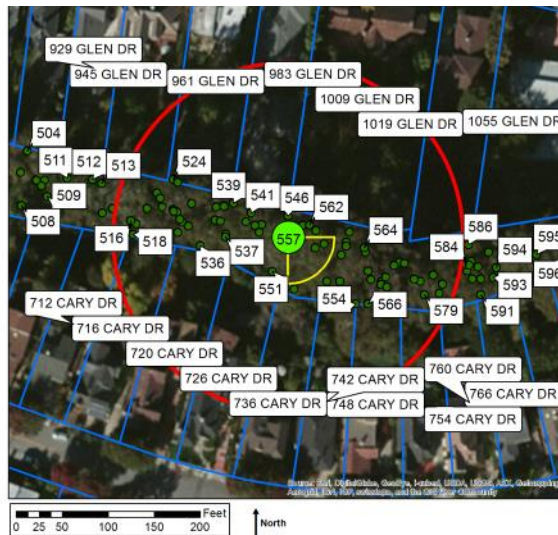 929 GLEN DR
945 GLEN DR
961 GLEN DR
983 GLEN DR
1009 GLEN DR
1019 GLEN DR
1055 GLEN DR
504
511
512
513
524
509
539
541
546
562
508
516
518
536
537
557
564
584
586
594
595
596
593
551
554
566
579
591
712 CARY DR
716 CARY DR
720 CARY DR
726 CARY DR
736 CARY DR
742 CARY DR
748 CARY DR
760 CARY DR
766 CARY DR
754 CARY DR
Feet
0 25 50 100 150 200
North